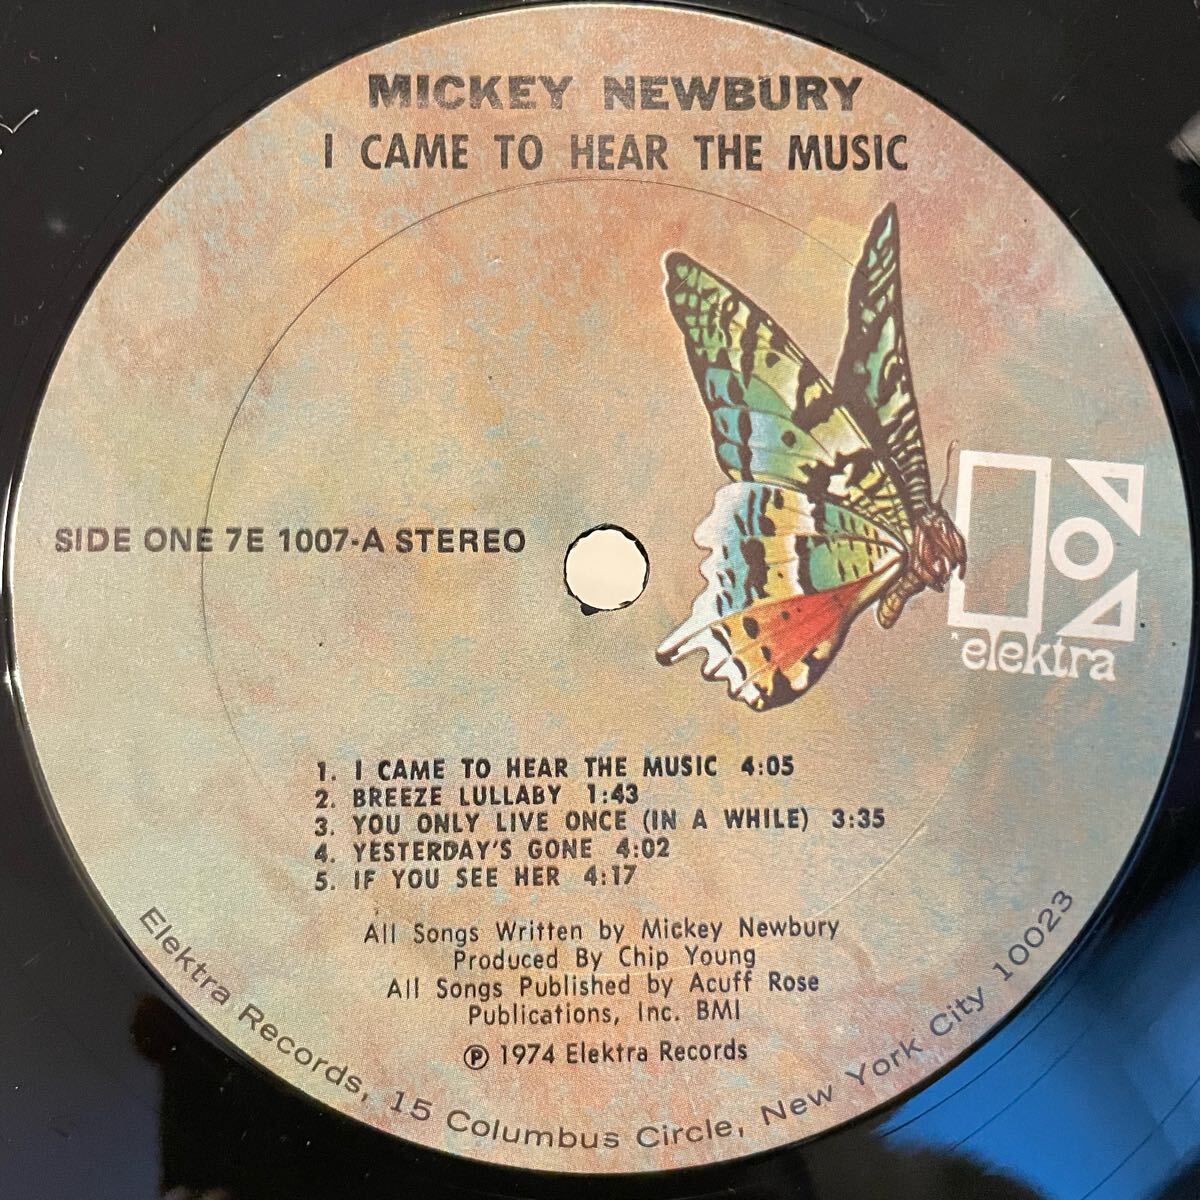 MICKEY NEWBURY
I CAME TO HEAR THE MUSIC
SIDE ONE 7E 1007-A STEREO
elektra
1. I CAME TO HEAR THE MUSIC 4:05
2. BREEZE LULLABY 1:43
3. YOU ONLY LIVE ONCE (IN A WHILE) 3:35
4. YESTERDAY'S GONE 4:02
5. IF YOU SEE HER 4:17
All Songs Written by Mickey Newbury
Produced By Chip Young
All Songs Published by Acuff Rose
Publications, Inc. BMI
℗ 1974 Elektra Records
Elektra Records, 15 Columbus Circle, New York City 10023